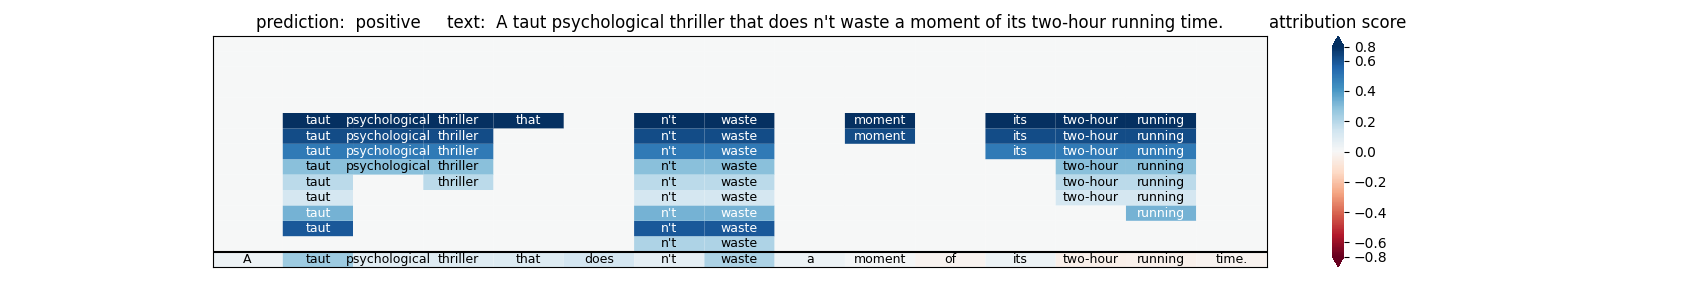 prediction:  positive     text:  A taut psychological thriller that does n't waste a moment of its two-hour running time.
attribution score
taut psychological thriller that n't waste moment its two-hour running
taut psychological thriller n't waste moment its two-hour running
taut psychological thriller n't waste its two-hour running
taut psychological thriller n't waste two-hour running
taut thriller n't waste two-hour running
taut n't waste two-hour running
taut n't waste running
taut n't waste
n't waste
A taut psychological thriller that does n't waste a moment of its two-hour running time.
0.8
0.6
0.4
0.2
0.0
−0.2
−0.4
−0.6
−0.8